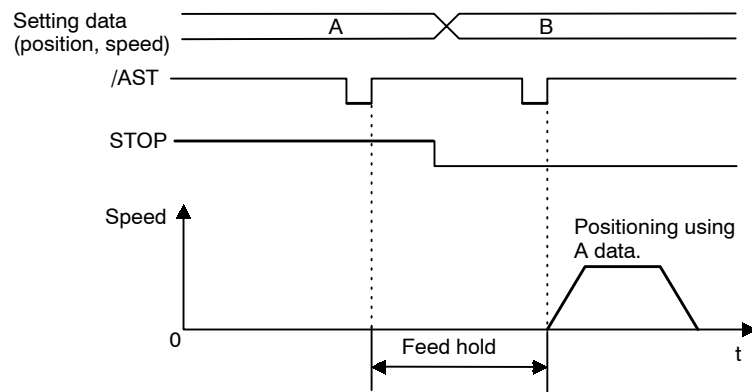 Setting data
(position, speed)
A
B
/AST
STOP
Speed
Positioning using
A data.
0
Feed hold
t